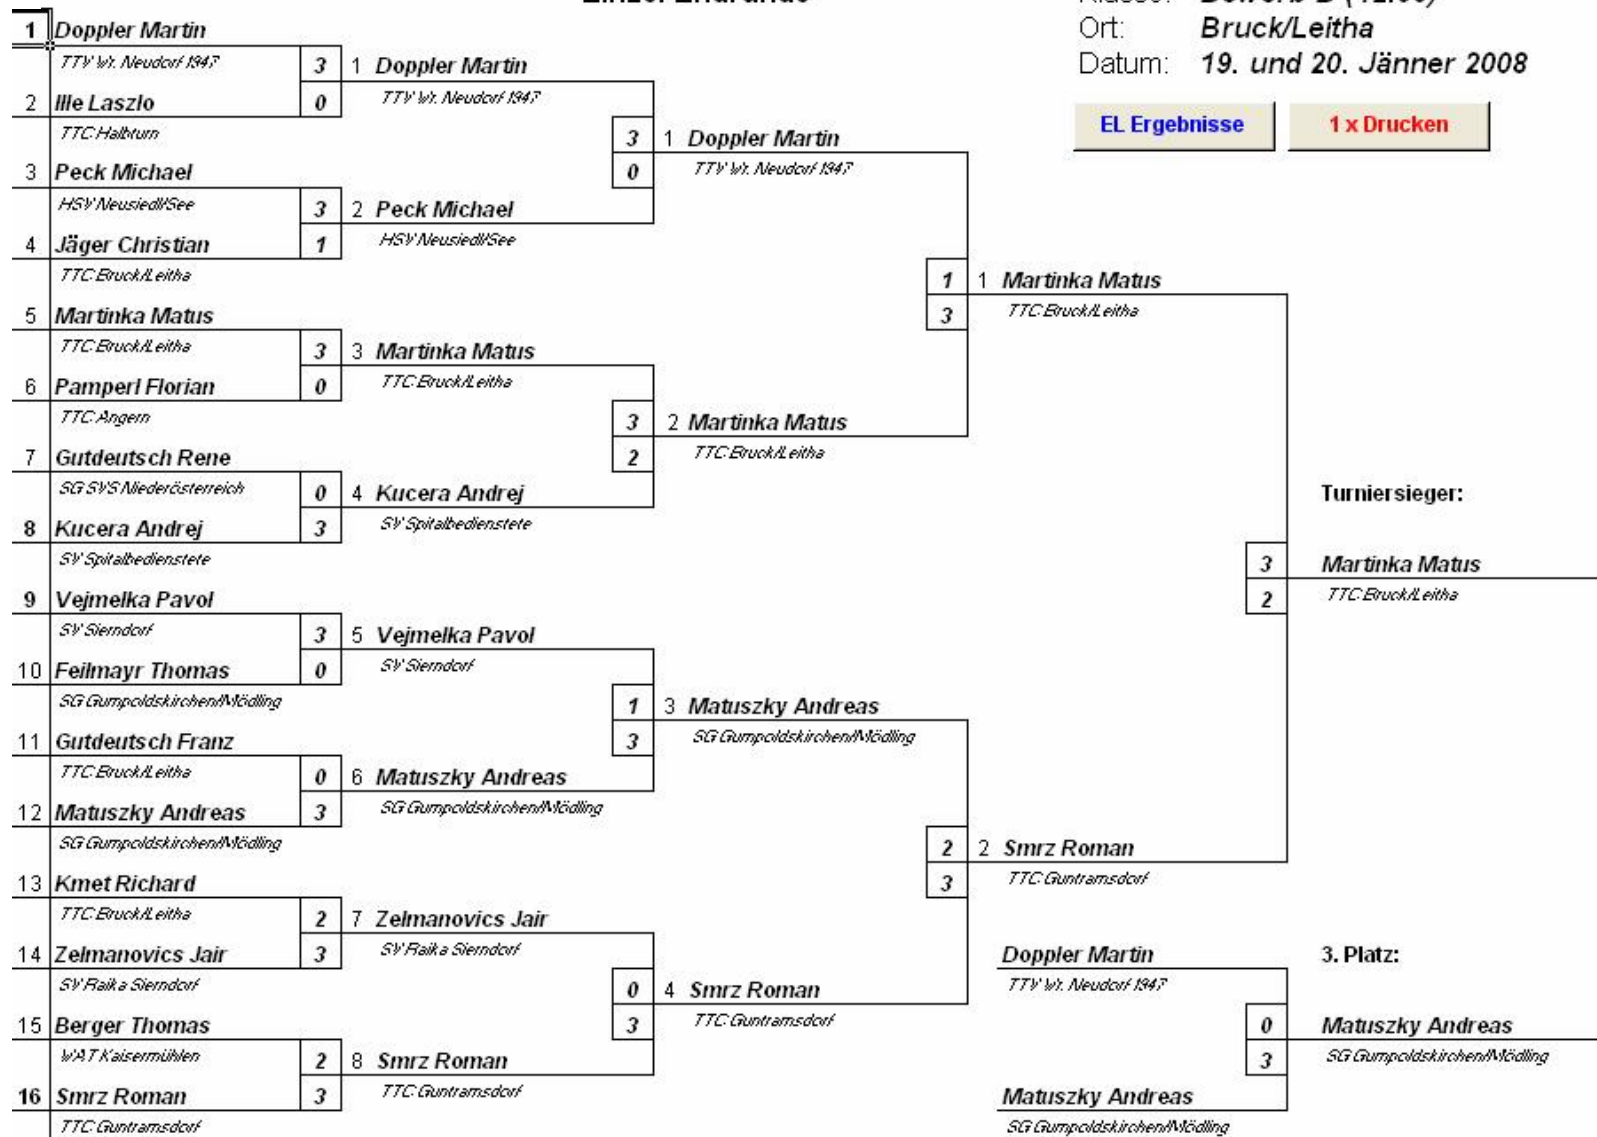 Einzel Endrunde
Klasse: Bewerb D (12.00)
Ort: Bruck/Leitha
Datum: 19. und 20. Jänner 2008
EL Ergebnisse
1 x Drucken
1 Doppler Martin
TTV Wr. Neudorf 1947
3
0
2 Ille Laszlo
TTC Halbturn
3 Peck Michael
HSV Neusiedl/See
3
1
4 Jäger Christian
TTC Bruck/Leitha
5 Martinka Matus
TTC Bruck/Leitha
3
0
6 Pamperl Florian
TTC Angern
7 Gutdeutsch Rene
SG SVS Niederösterreich
0
3
8 Kucera Andrej
SV Spitalbedienstete
9 Vejmelka Pavol
SV Sierndorf
3
0
10 Feilmayr Thomas
SG Gumpoldskirchen/Mödling
11 Gutdeutsch Franz
TTC Bruck/Leitha
0
3
12 Matuszky Andreas
SG Gumpoldskirchen/Mödling
13 Kmet Richard
TTC Bruck/Leitha
2
3
14 Zelmanovics Jair
SV Raika Sierndorf
15 Berger Thomas
WAT Kaisermühlen
2
3
16 Smrz Roman
TTC Guntramsdorf
1 Doppler Martin
TTV Wr. Neudorf 1947
3
0
2 Peck Michael
HSV Neusiedl/See
3 Martinka Matus
TTC Bruck/Leitha
3
2
4 Kucera Andrej
SV Spitalbedienstete
5 Vejmelka Pavol
SV Sierndorf
1
3
6 Matuszky Andreas
SG Gumpoldskirchen/Mödling
7 Zelmanovics Jair
SV Raika Sierndorf
0
3
8 Smrz Roman
TTC Guntramsdorf
1 Doppler Martin
TTV Wr. Neudorf 1947
1
3
2 Martinka Matus
TTC Bruck/Leitha
3 Matuszky Andreas
SG Gumpoldskirchen/Mödling
2
3
4 Smrz Roman
TTC Guntramsdorf
1 Martinka Matus
TTC Bruck/Leitha
3
2
2 Smrz Roman
TTC Guntramsdorf
Turniersieger:
Martinka Matus
TTC Bruck/Leitha
Doppler Martin
TTV Wr. Neudorf 1947
0
3
Matuszky Andreas
SG Gumpoldskirchen/Mödling
3. Platz:
Matuszky Andreas
SG Gumpoldskirchen/Mödling